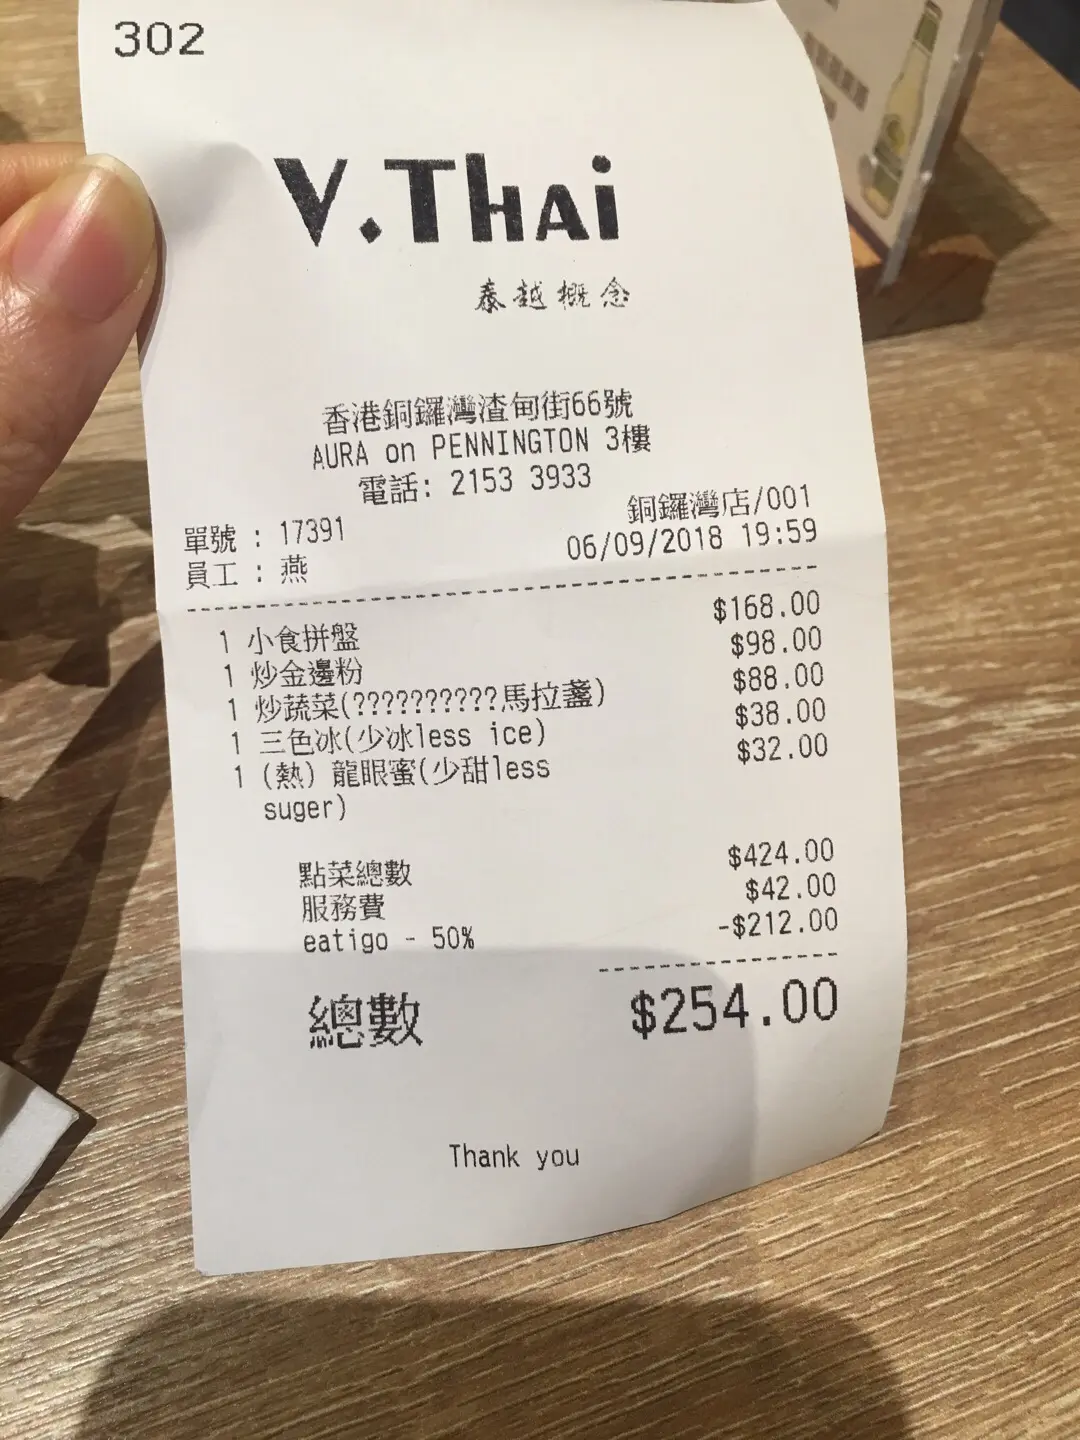 302
V.THAi
泰越概念
香港銅鑼灣渣甸街66號
AURA on PENNINGTON 3樓
電話: 2153 3933
銅鑼灣店/001
單號 : 17391
06/09/2018 19:59
員工 : 燕
1 小食拼盤 $168.00
1 炒金邊粉 $98.00
1 炒蔬菜(??????????馬拉盞) $88.00
1 三色冰(少冰less ice) $38.00
1 (熱) 龍眼蜜(少甜less $32.00
suger)
點菜總數 $424.00
服務費 $42.00
eatigo - 50% -$212.00
總數 $254.00
Thank you